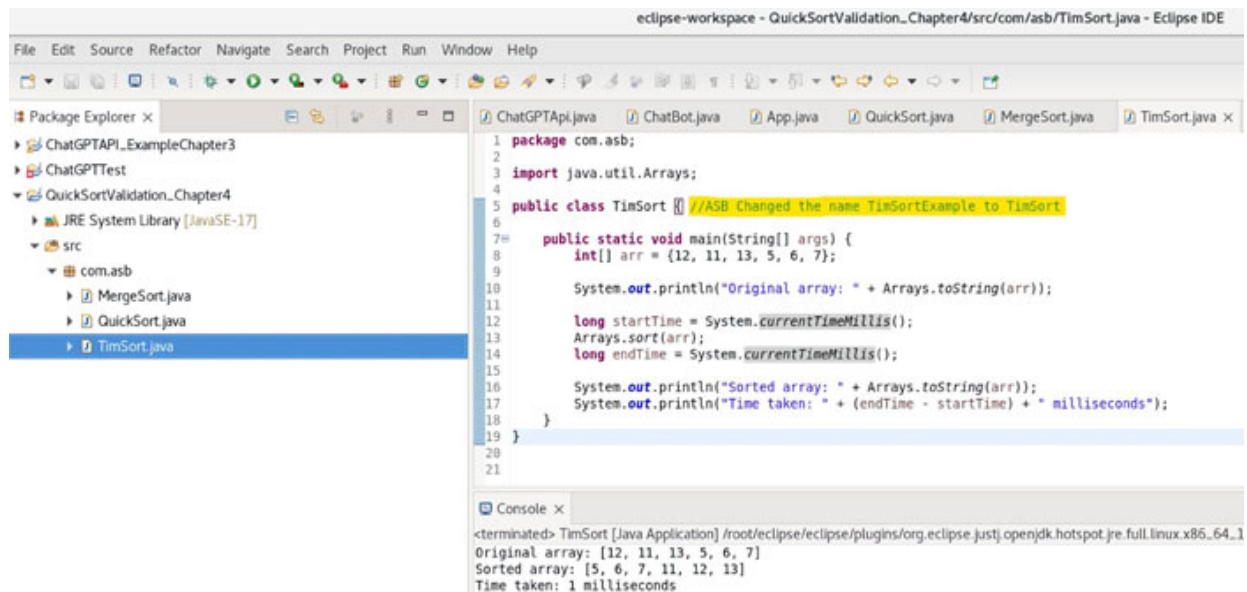 eclipse-workspace - QuickSortValidation_Chapter4/src/com/asb/TimSort.java - Eclipse IDE
File Edit Source Refactor Navigate Search Project Run Window Help
Package Explorer ×
ChatGPTAPI_ExampleChapter3
ChatGPTTest
QuickSortValidation_Chapter4
JRE System Library [JavaSE-17]
src
com.asb
MergeSort.java
QuickSort.java
TimSort.java
ChatGPTApi.java ChatBot.java App.java QuickSort.java MergeSort.java TimSort.java ×
1 package com.asb;
2
3 import java.util.Arrays;
4
5 public class TimSort { //ASB Changed the name TimSortExample to TimSort
6
7 public static void main(String[] args) {
8 int[] arr = {12, 11, 13, 5, 6, 7};
9
10 System.out.println("Original array: " + Arrays.toString(arr));
11
12 long startTime = System.currentTimeMillis();
13 Arrays.sort(arr);
14 long endTime = System.currentTimeMillis();
15
16 System.out.println("Sorted array: " + Arrays.toString(arr));
17 System.out.println("Time taken: " + (endTime - startTime) + " milliseconds");
18 }
19 }
20
21
Console ×
<terminated> TimSort [Java Application] /root/eclipse/eclipse/plugins/org.eclipse.justj.openjdk.hotspot.jre.full.linux.x86_64_1
Original array: [12, 11, 13, 5, 6, 7]
Sorted array: [5, 6, 7, 11, 12, 13]
Time taken: 1 milliseconds